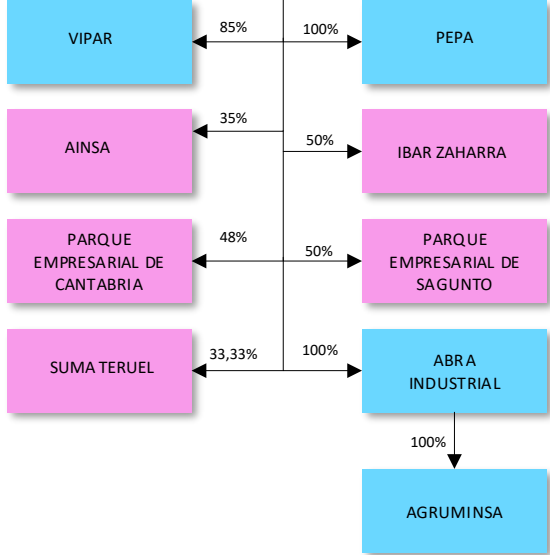 VIPAR
85%
100%
PEPA
AINSA
35%
50%
IBAR ZAHARRA
PARQUE
EMPRESARIAL DE
CANTABRIA
48%
50%
PARQUE
EMPRESARIAL DE
SAGUNTO
SUMA TERUEL
33,33%
100%
ABRA
INDUSTRIAL
100%
AGRUMINSA